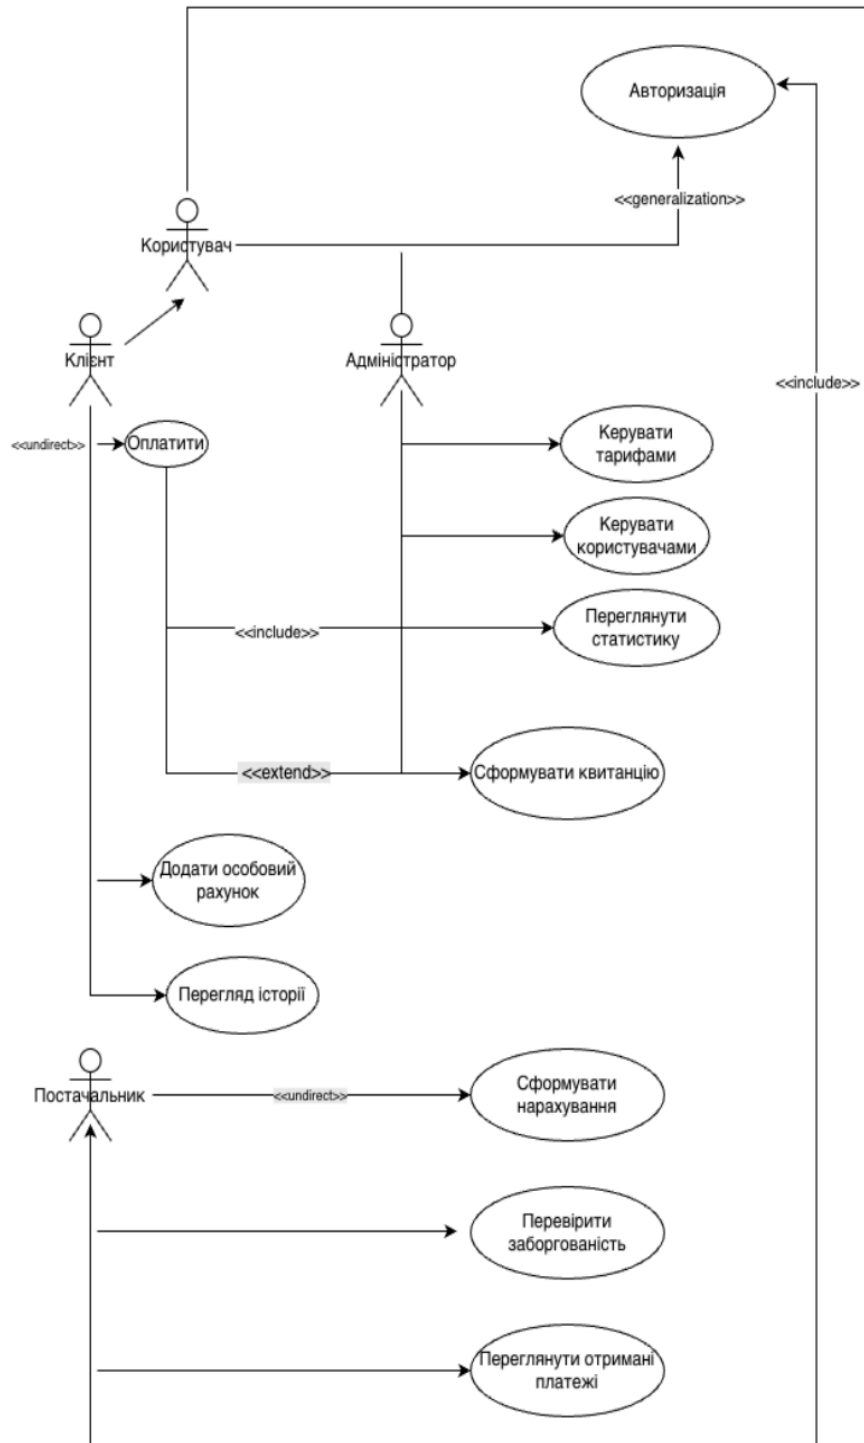 Авторизація
<<generalization>>
Користувач
Клієнт
Адміністратор
<<include>>
<<undirect>>
Оплатити
Керувати
тарифами
Керувати
користувачами
<<include>>
Переглянути
статистику
<<extend>>
Сформувати квитанцію
Додати особовий
рахунок
Перегляд історії
Постачальник
<<undirect>>
Сформувати
нарахування
Перевірити
заборгованість
Переглянути отримані
платежі